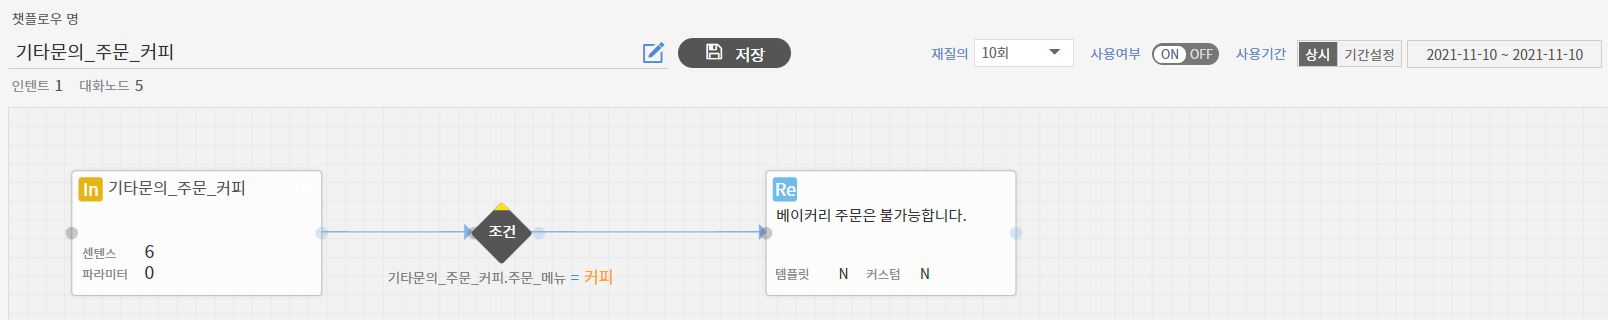 챗플로우 명
기타문의_주문_커피
저장
재질의 10회 사용여부 ON OFF 사용기간 상시 기간설정 2021-11-10 ~ 2021-11-10
인텐트 1 대화노드 5
In 기타문의_주문_커피
센텐스 6
파라미터 0
조건
기타문의_주문_커피.주문_메뉴 = 커피
Re
베이커리 주문은 불가능합니다.
템플릿 N 커스텀 N